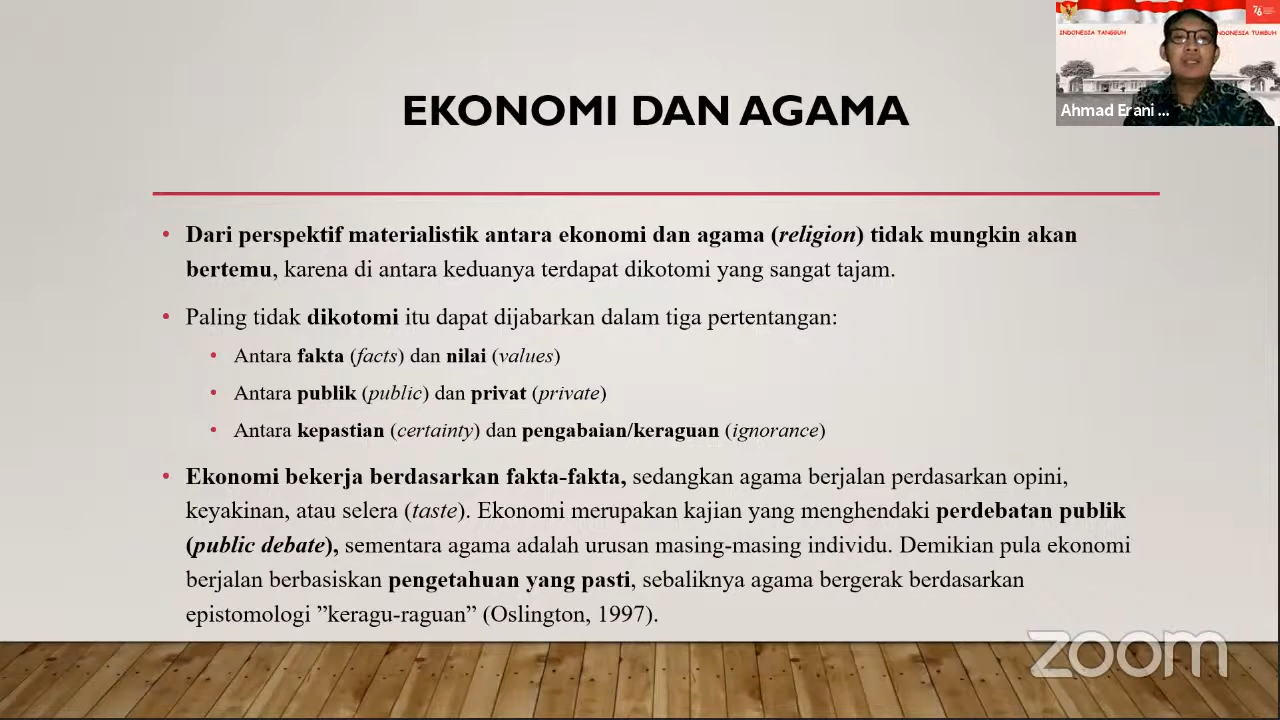 76
INDONESIA TANGGUH
INDONESIA TUMBUH
Ahmad Erani ...
EKONOMI DAN AGAMA
• Dari perspektif materialistik antara ekonomi dan agama (religion) tidak mungkin akan
bertemu, karena di antara keduanya terdapat dikotomi yang sangat tajam.
• Paling tidak dikotomi itu dapat dijabarkan dalam tiga pertentangan:
• Antara fakta (facts) dan nilai (values)
• Antara publik (public) dan privat (private)
• Antara kepastian (certainty) dan pengabaian/keraguan (ignorance)
• Ekonomi bekerja berdasarkan fakta-fakta, sedangkan agama berjalan perdasarkan opini,
keyakinan, atau selera (taste). Ekonomi merupakan kajian yang menghendaki perdebatan publik
(public debate), sementara agama adalah urusan masing-masing individu. Demikian pula ekonomi
berjalan berbasiskan pengetahuan yang pasti, sebaliknya agama bergerak berdasarkan
epistomologi ”keragu-raguan” (Oslington, 1997).
zoom